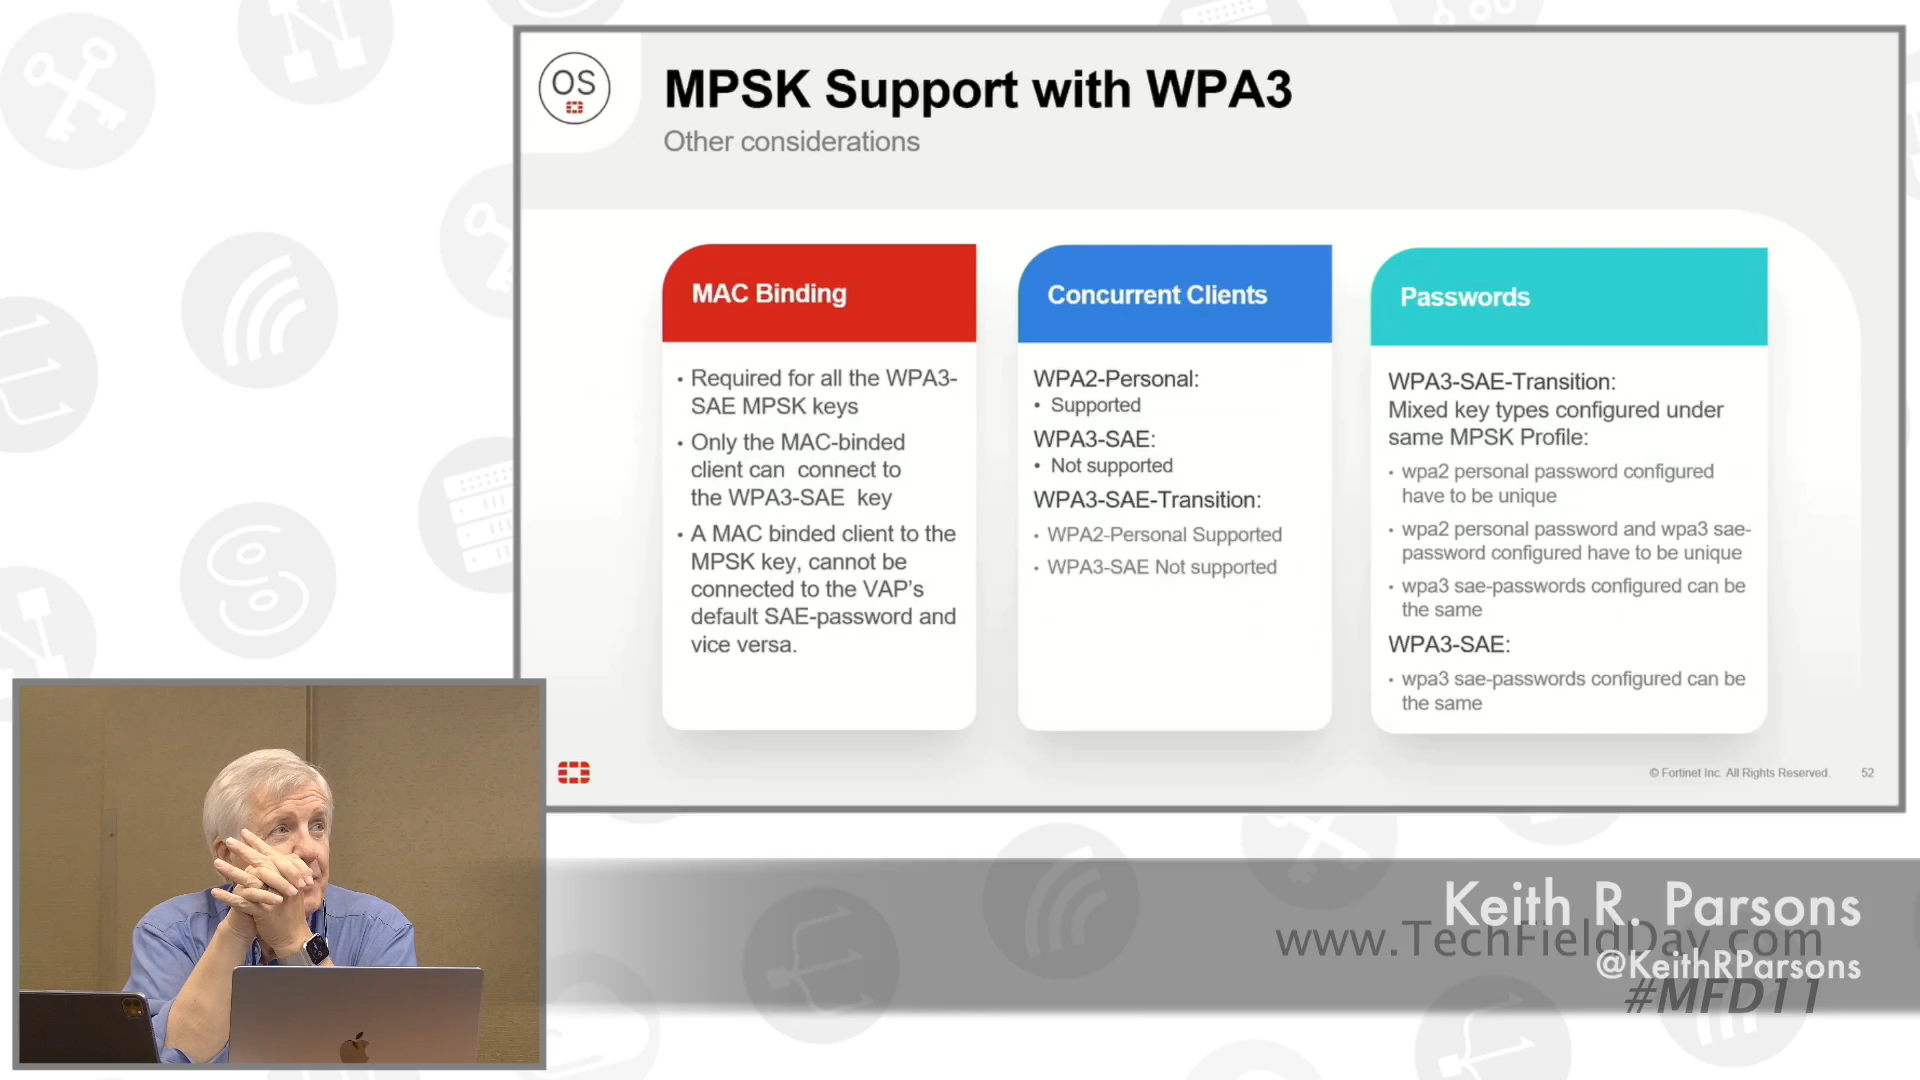 OS
MPSK Support with WPA3
Other considerations
MAC Binding
• Required for all the WPA3-
SAE MPSK keys
• Only the MAC-binded
client can connect to
the WPA3-SAE key
• A MAC binded client to the
MPSK key, cannot be
connected to the VAP's
default SAE-password and
vice versa.
Concurrent Clients
WPA2-Personal:
• Supported
WPA3-SAE:
• Not supported
WPA3-SAE-Transition:
• WPA2-Personal Supported
• WPA3-SAE Not supported
Passwords
WPA3-SAE-Transition:
Mixed key types configured under
same MPSK Profile:
• wpa2 personal password configured
have to be unique
• wpa2 personal password and wpa3 sae-
password configured have to be unique
• wpa3 sae-passwords configured can be
the same
WPA3-SAE:
• wpa3 sae-passwords configured can be
the same
© Fortinet Inc. All Rights Reserved. 52
Keith R. Parsons
www.TechFieldDay.com
@KeithRParsons
#MFD11